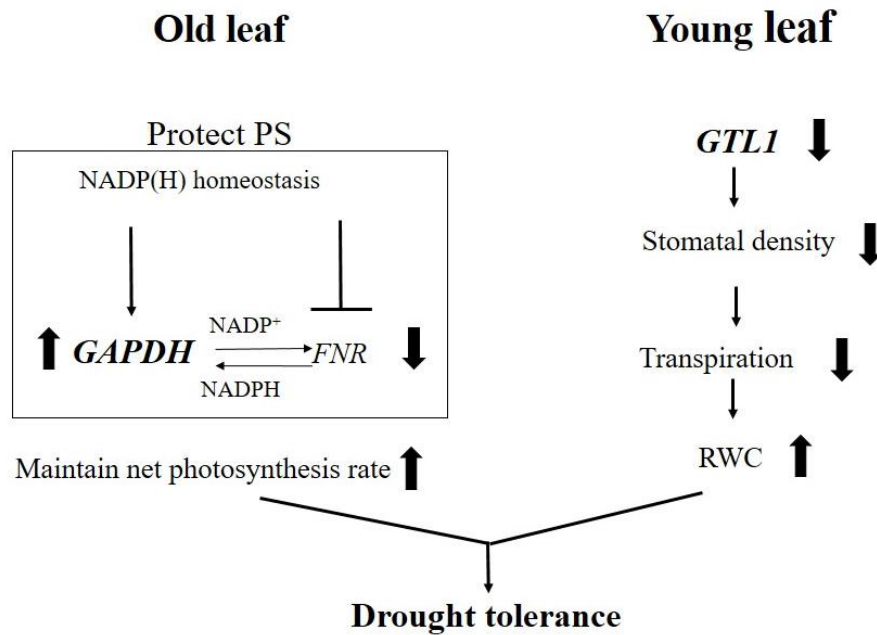 Old leaf
Young leaf
Protect PS
NADP(H) homeostasis
GAPDH
NADP⁺
NADPH
FNR
Maintain net photosynthesis rate
GTL1
Stomatal density
Transpiration
RWC
Drought tolerance